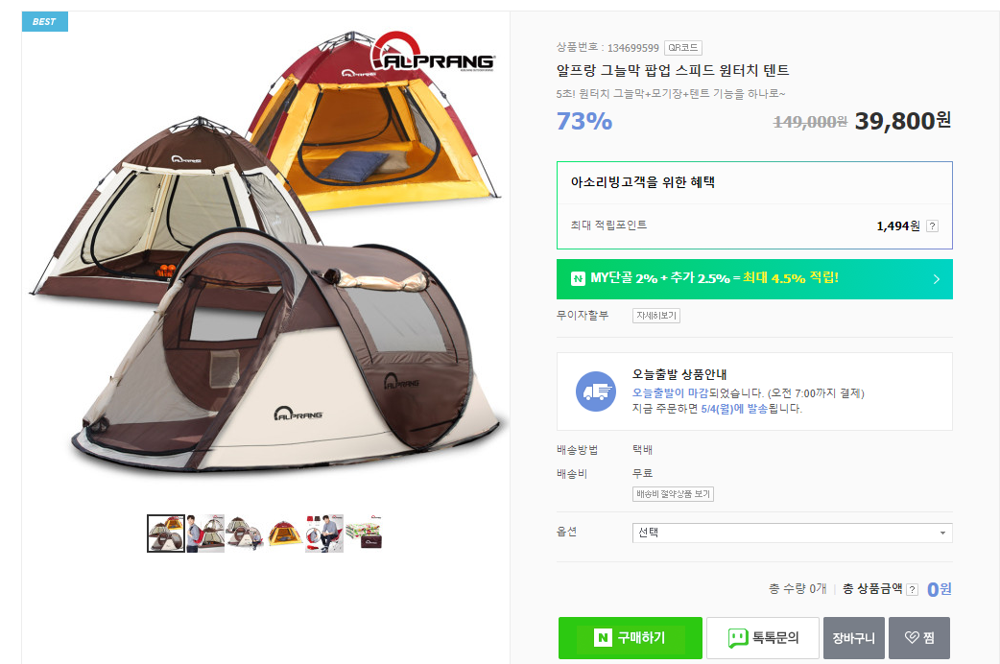 BEST
ALPRANG
ALPRANG
ALPRANG
ALPRANG
ALPRANG
상품번호 : 134699599 QR코드
알프랑 그늘막 팝업 스피드 원터치 텐트
5초! 원터치 그늘막+모기장+텐트 기능을 하나로~
73% 149,000원 39,800원
아소리빙고객을 위한 혜택
최대 적립포인트 1,494원 ?
N MY단골 2% + 추가 2.5% = 최대 4.5% 적립!
무이자할부 자세히보기
오늘출발 상품안내
오늘출발이 마감되었습니다. (오전 7:00까지 결제)
지금 주문하면 5/4(월)에 발송됩니다.
배송방법 택배
배송비 무료
배송비 절약상품 보기
옵션 선택
총 수량 0개 총 상품금액 ? 0원
N 구매하기 톡톡문의 장바구니 찜